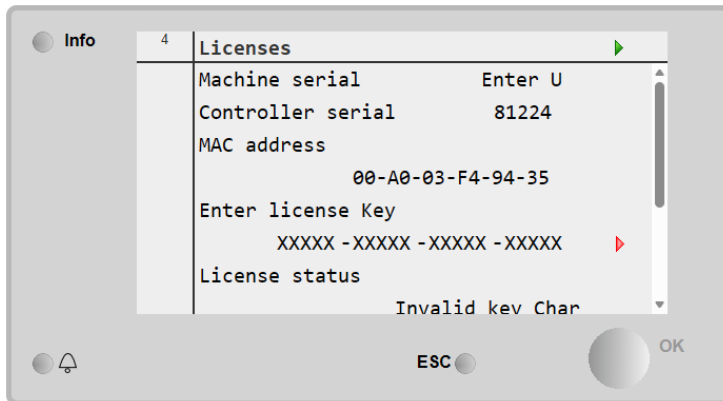 Info
4 Licenses
Machine serial Enter U
Controller serial 81224
MAC address
00-A0-03-F4-94-35
Enter license Key
XXXXX -XXXXX -XXXXX -XXXXX
License status
Invalid key Char
ESC
OK